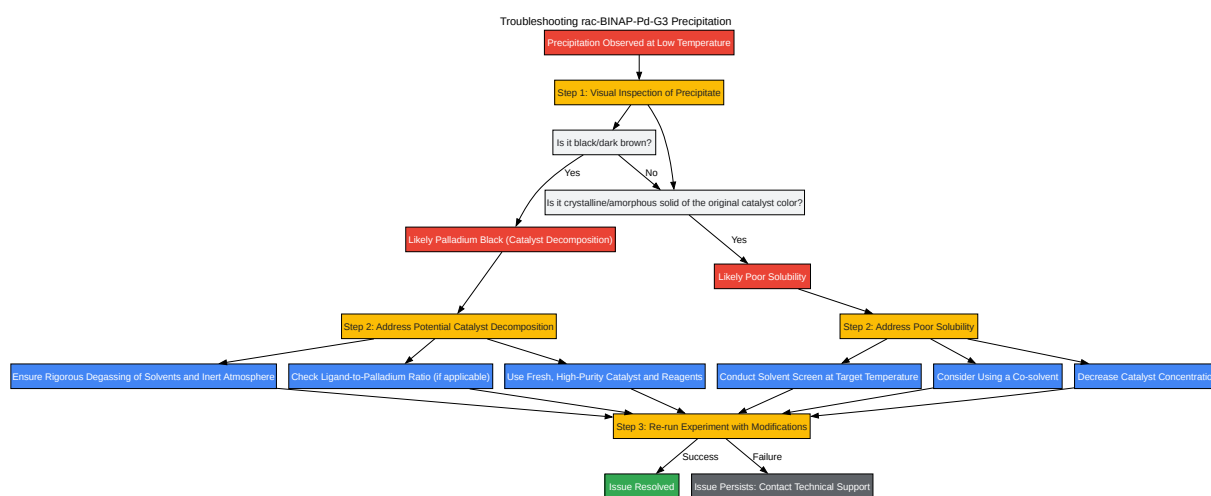 Troubleshooting rac-BINAP-Pd-G3 Precipitation
Precipitation Observed at Low Temperature
Step 1: Visual Inspection of Precipitate
Is it black/dark brown?
Yes
No
Is it crystalline/amorphous solid of the original catalyst color?
Likely Palladium Black (Catalyst Decomposition)
Yes
Likely Poor Solubility
Step 2: Address Potential Catalyst Decomposition
Step 2: Address Poor Solubility
Ensure Rigorous Degassing of Solvents and Inert Atmosphere
Check Ligand-to-Palladium Ratio (if applicable)
Use Fresh, High-Purity Catalyst and Reagents
Conduct Solvent Screen at Target Temperature
Consider Using a Co-solvent
Decrease Catalyst Concentratio
Step 3: Re-run Experiment with Modifications
Success
Failure
Issue Resolved
Issue Persists: Contact Technical Support